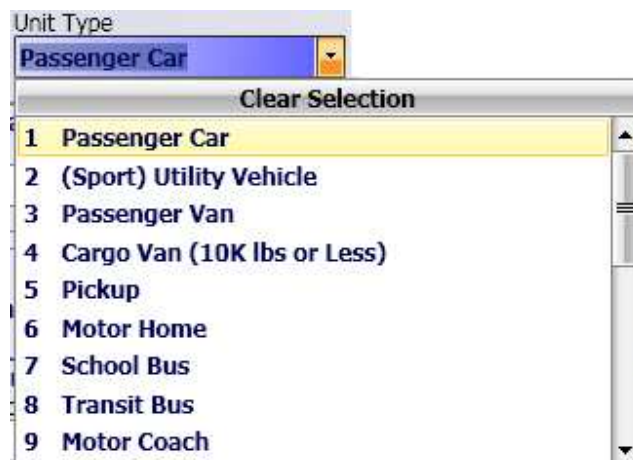 Unit Type
Passenger Car
Clear Selection
1 Passenger Car
2 (Sport) Utility Vehicle
3 Passenger Van
4 Cargo Van (10K lbs or Less)
5 Pickup
6 Motor Home
7 School Bus
8 Transit Bus
9 Motor Coach